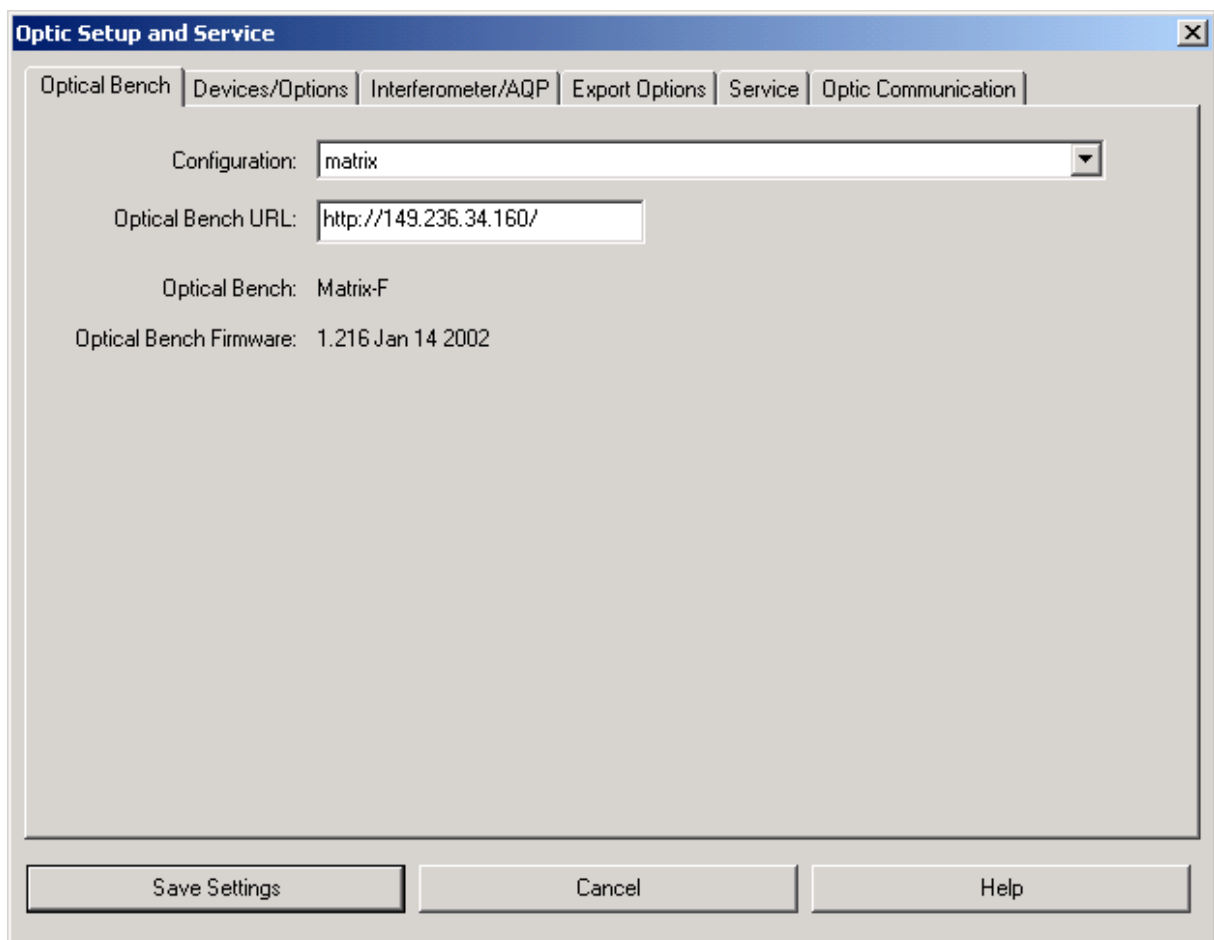 Optic Setup and Service
Optical Bench Devices/Options Interferometer/AQP Export Options Service Optic Communication
Configuration: matrix
Optical Bench URL: http://149.236.34.160/
Optical Bench: Matrix-F
Optical Bench Firmware: 1.216 Jan 14 2002
Save Settings Cancel Help